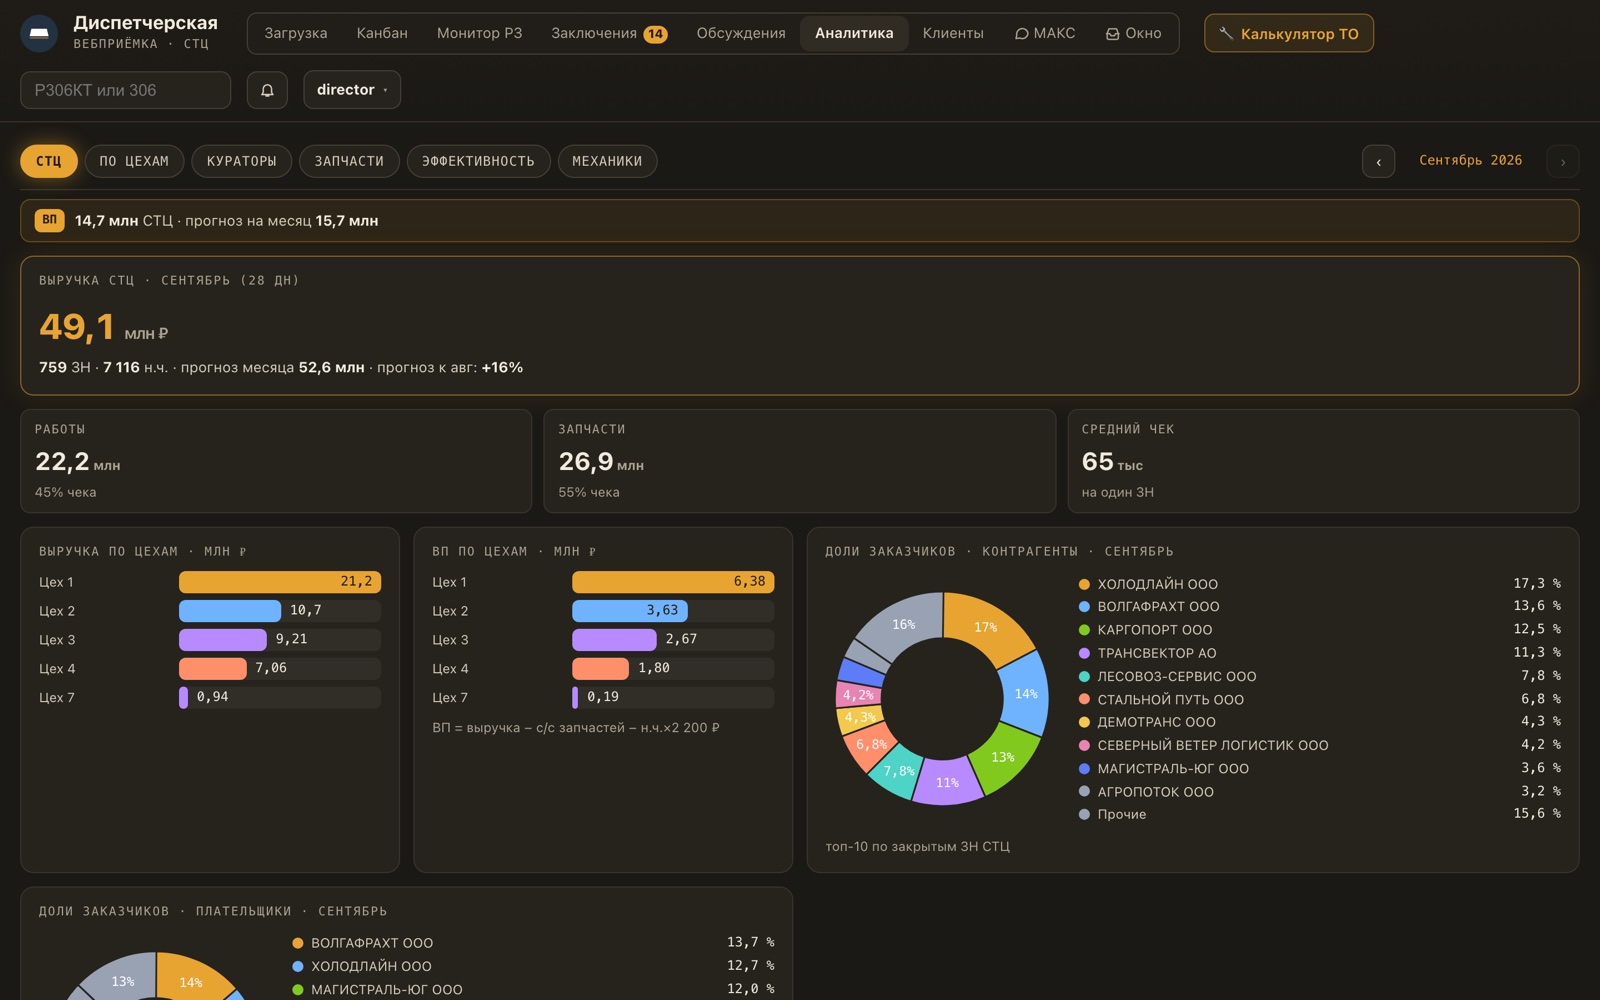 Диспетчерская
ВЕБПРИЁМКА · СТЦ
Загрузка
Канбан
Монитор РЗ
Заключения 14
Обсуждения
Аналитика
Клиенты
МАКС
Окно
Калькулятор ТО
Р306КТ или 306
director
СТЦ
ПО ЦЕХАМ
КУРАТОРЫ
ЗАПЧАСТИ
ЭФФЕКТИВНОСТЬ
МЕХАНИКИ
‹
Сентябрь 2026
›
ВП 14,7 млн СТЦ · прогноз на месяц 15,7 млн
ВЫРУЧКА СТЦ · СЕНТЯБРЬ (28 ДН)
49,1 млн ₽
759 ЗН · 7 116 н.ч. · прогноз месяца 52,6 млн · прогноз к авг: +16%
РАБОТЫ
22,2 млн
45% чека
ЗАПЧАСТИ
26,9 млн
55% чека
СРЕДНИЙ ЧЕК
65 тыс
на один ЗН
ВЫРУЧКА ПО ЦЕХАМ · МЛН ₽
Цех 1 21,2
Цех 2 10,7
Цех 3 9,21
Цех 4 7,06
Цех 7 0,94
ВП ПО ЦЕХАМ · МЛН ₽
Цех 1 6,38
Цех 2 3,63
Цех 3 2,67
Цех 4 1,80
Цех 7 0,19
ВП = выручка – с/с запчастей – н.ч.×2 200 ₽
ДОЛИ ЗАКАЗЧИКОВ · КОНТРАГЕНТЫ · СЕНТЯБРЬ
17%
14%
13%
11%
7,8%
6,8%
4,3%
4,2%
16%
ХОЛОДЛАЙН ООО 17,3 %
ВОЛГАФРАХТ ООО 13,6 %
КАРГОПОРТ ООО 12,5 %
ТРАНСВЕКТОР АО 11,3 %
ЛЕСОВОЗ-СЕРВИС ООО 7,8 %
СТАЛЬНОЙ ПУТЬ ООО 6,8 %
ДЕМОТРАНС ООО 4,3 %
СЕВЕРНЫЙ ВЕТЕР ЛОГИСТИК ООО 4,2 %
МАГИСТРАЛЬ-ЮГ ООО 3,6 %
АГРОПОТОК ООО 3,2 %
Прочие 15,6 %
топ-10 по закрытым ЗН СТЦ
ДОЛИ ЗАКАЗЧИКОВ · ПЛАТЕЛЬЩИКИ · СЕНТЯБРЬ
13%
14%
ВОЛГАФРАХТ ООО 13,7 %
ХОЛОДЛАЙН ООО 12,7 %
МАГИСТРАЛЬ-ЮГ ООО 12,0 %